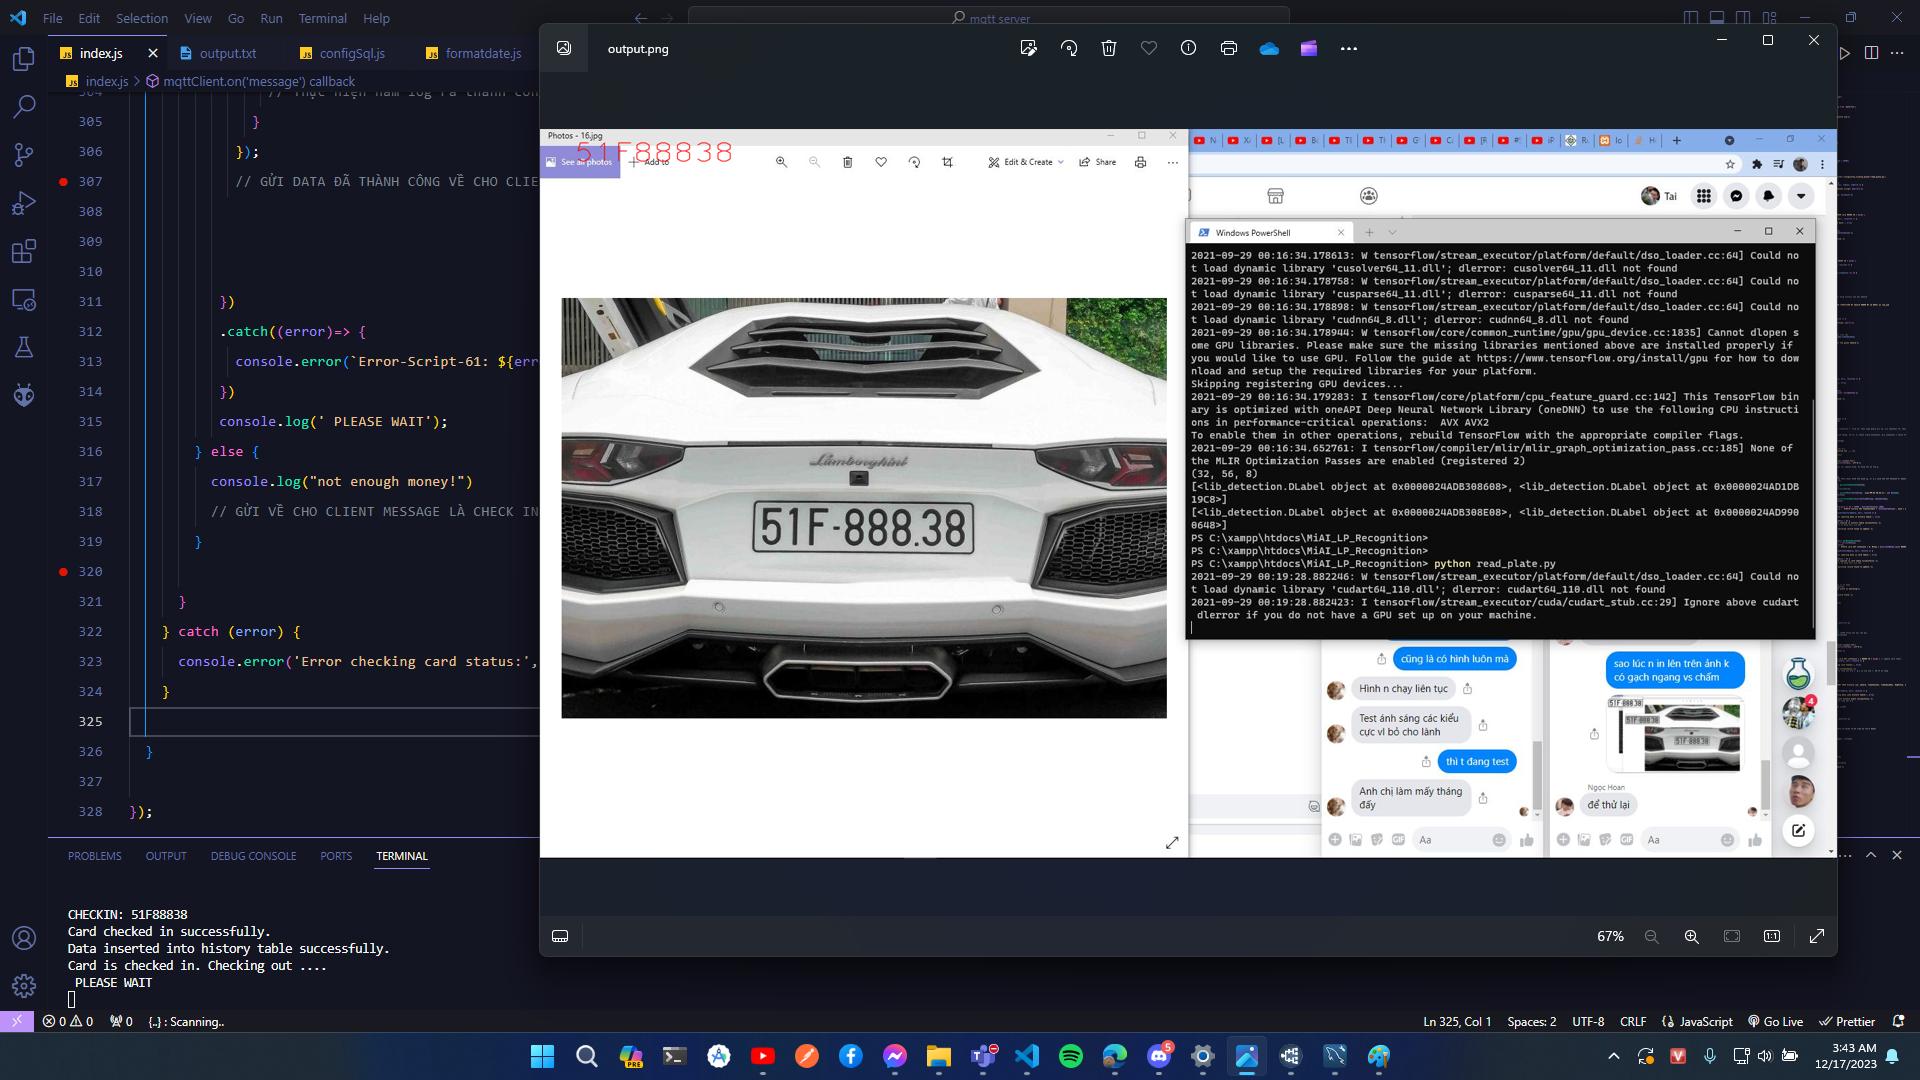 File Edit Selection View Go Run Terminal Help
mqtt server
index.js
output.txt
configSql.js
formatdate.js
index.js > mqttClient.on('message') callback
305 }
306 });
307 // GỬI DATA ĐÃ THÀNH CÔNG VỀ CHO CLIE
308
309
310
311 })
312 .catch((error)=> {
313 console.error(`Error-Script-61: ${err
314 })
315 console.log(' PLEASE WAIT');
316 } else {
317 console.log("not enough money!")
318 // GỬI VỀ CHO CLIENT MESSAGE LÀ CHECK IN
319 }
320
321 }
322 } catch (error) {
323 console.error('Error checking card status:',
324 }
325
326 }
327
328 });
PROBLEMS OUTPUT DEBUG CONSOLE PORTS TERMINAL
CHECKIN: 51F88838
Card checked in successfully.
Data inserted into history table successfully.
Card is checked in. Checking out ....
PLEASE WAIT
output.png
Photos - 16.jpg
51F88838
See all photos
Add to
Edit & Create
Share
Lamborghini
51F-888.38
Tai
Windows PowerShell
2021-09-29 00:16:34.178613: W tensorflow/stream_executor/platform/default/dso_loader.cc:64] Could no
t load dynamic library 'cusolver64_11.dll'; dlerror: cusolver64_11.dll not found
2021-09-29 00:16:34.178758: W tensorflow/stream_executor/platform/default/dso_loader.cc:64] Could no
t load dynamic library 'cusparse64_11.dll'; dlerror: cusparse64_11.dll not found
2021-09-29 00:16:34.178898: W tensorflow/stream_executor/platform/default/dso_loader.cc:64] Could no
t load dynamic library 'cudnn64_8.dll'; dlerror: cudnn64_8.dll not found
2021-09-29 00:16:34.178944: W tensorflow/core/common_runtime/gpu/gpu_device.cc:1835] Cannot dlopen s
ome GPU libraries. Please make sure the missing libraries mentioned above are installed properly if
you would like to use GPU. Follow the guide at https://www.tensorflow.org/install/gpu for how to dow
nload and setup the required libraries for your platform.
Skipping registering GPU devices...
2021-09-29 00:16:34.179283: I tensorflow/core/platform/cpu_feature_guard.cc:142] This TensorFlow bin
ary is optimized with oneAPI Deep Neural Network Library (oneDNN) to use the following CPU instructi
ons in performance-critical operations:  AVX AVX2
To enable them in other operations, rebuild TensorFlow with the appropriate compiler flags.
2021-09-29 00:16:34.652761: I tensorflow/compiler/mlir/mlir_graph_optimization_pass.cc:185] None of
the MLIR Optimization Passes are enabled (registered 2)
(32, 56, 8)
[<lib_detection.DLabel object at 0x0000024ADB308608>, <lib_detection.DLabel object at 0x0000024AD1DB
19C8>]
[<lib_detection.DLabel object at 0x0000024ADB308E08>, <lib_detection.DLabel object at 0x0000024AD990
0648>]
PS C:\xampp\htdocs\MiAI_LP_Recognition>
PS C:\xampp\htdocs\MiAI_LP_Recognition>
PS C:\xampp\htdocs\MiAI_LP_Recognition> python read_plate.py
2021-09-29 00:19:28.882246: W tensorflow/stream_executor/platform/default/dso_loader.cc:64] Could no
t load dynamic library 'cudart64_110.dll'; dlerror: cudart64_110.dll not found
2021-09-29 00:19:28.882423: I tensorflow/stream_executor/cuda/cudart_stub.cc:29] Ignore above cudart
dlerror if you do not have a GPU set up on your machine.
cũng là có hình luôn mà
Hình n chạy liên tục
Test ánh sáng các kiểu
cực vl bỏ cho lành
thì t đang test
Anh chị làm mấy tháng
đấy
Aa
sao lúc n in lên trên ảnh k
có gạch ngang vs chấm
51F-888.38
51F-888.38
51F-888.38
Ngọc Hoan
để thử lại
Aa
4
67%
1:1
0 0 0 {..} : Scanning..
Ln 325, Col 1 Spaces: 2 UTF-8 CRLF JavaScript Go Live Prettier
PRE
5
3:43 AM
12/17/2023